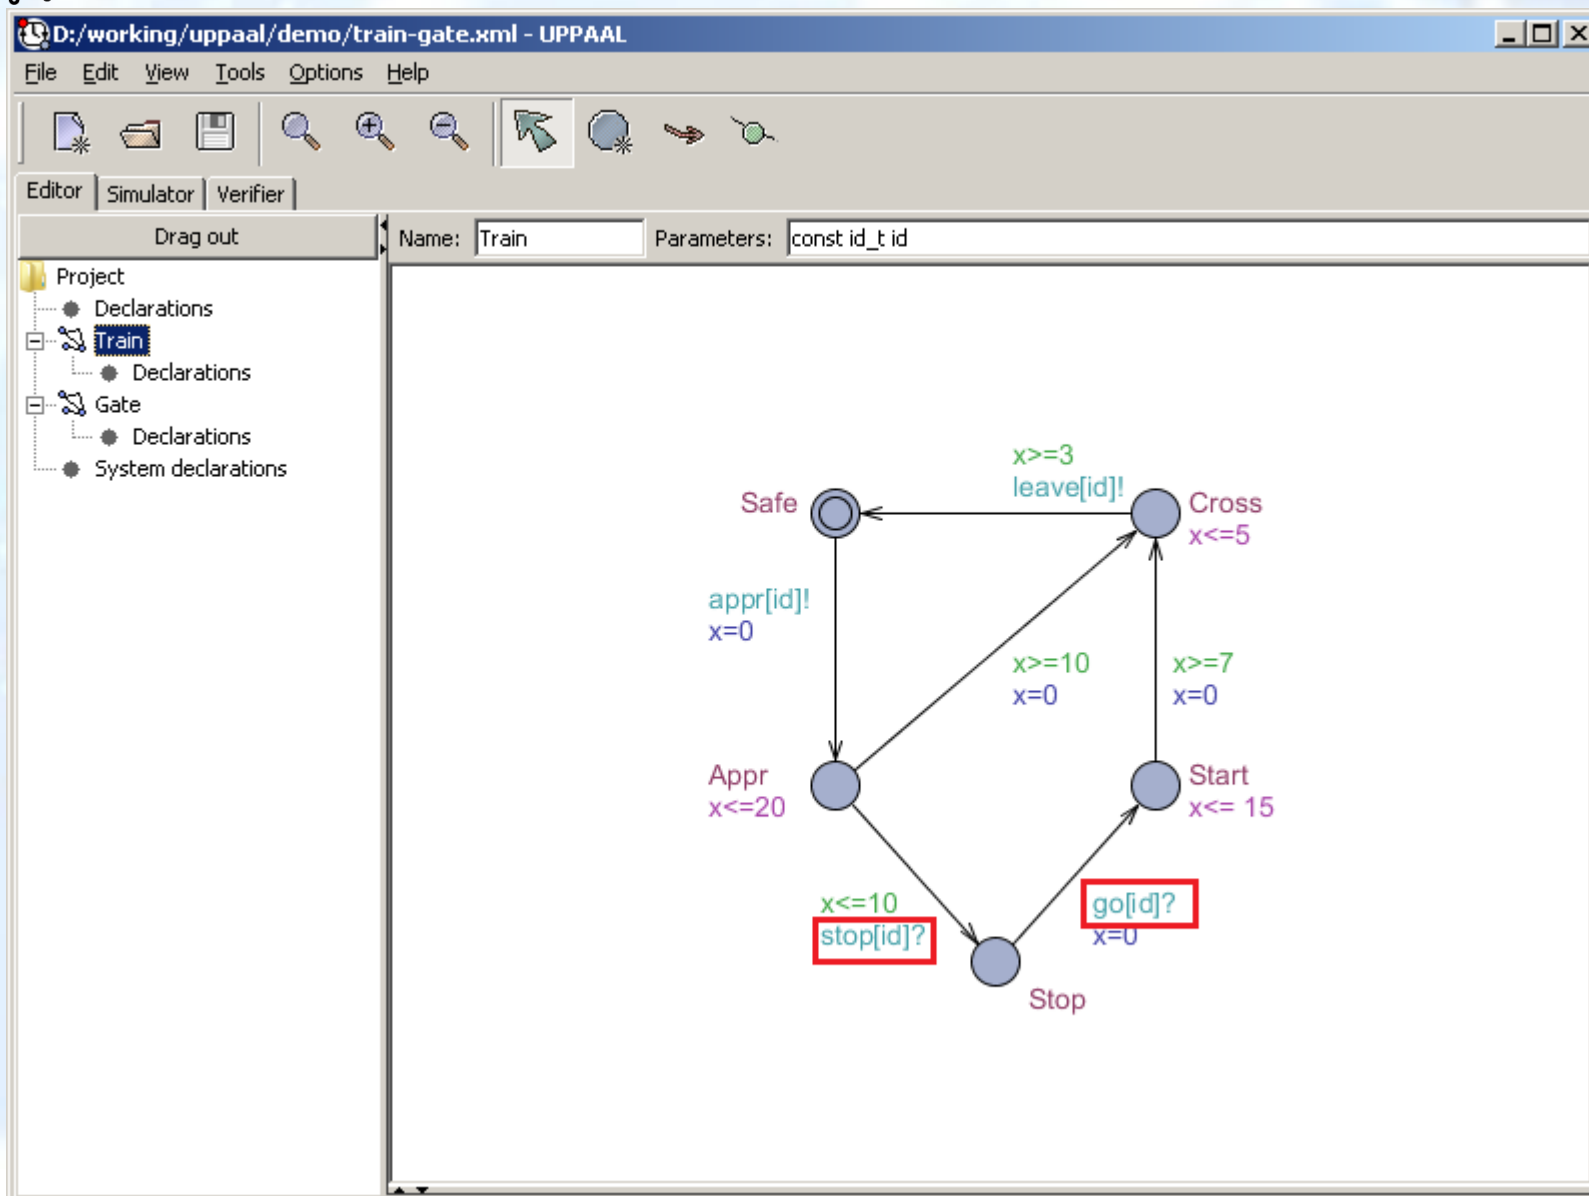 D:/working/uppaal/demo/train-gate.xml - UPPAAL
File Edit View Tools Options Help
Editor Simulator Verifier
Drag out
Name: Train Parameters: const id_t id
Project
Declarations
Train
Declarations
Gate
Declarations
System declarations
x>=3
leave[id]!
Safe
Cross
x<=5
appr[id]!
x=0
x>=10
x=0
x>=7
x=0
Appr
x<=20
Start
x<= 15
x<=10
stop[id]?
go[id]?
x=0
Stop